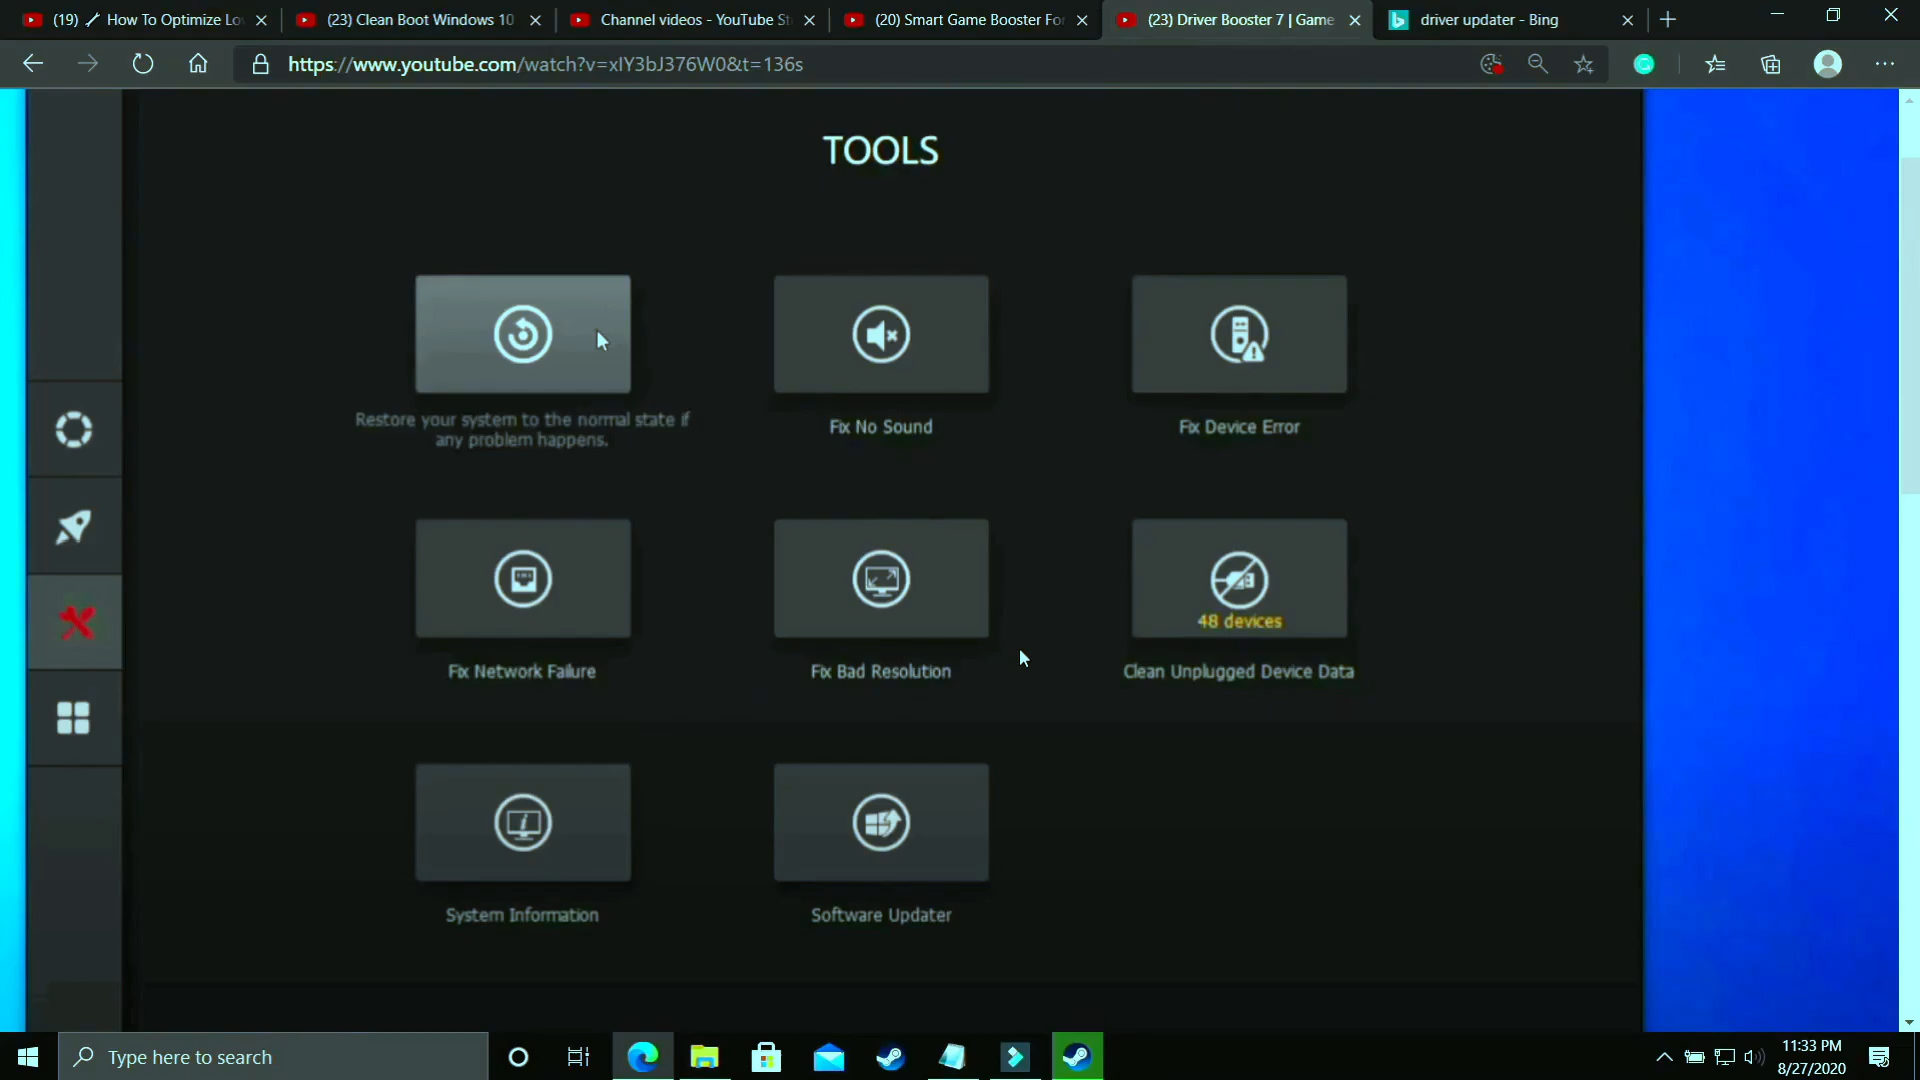 (19) 🔧 How To Optimize Lo
(23) Clean Boot Windows 10
Channel videos - YouTube St
(20) Smart Game Booster For
(23) Driver Booster 7 | Game
driver updater - Bing
https://www.youtube.com/watch?v=xIY3bJ376W0&t=136s
TOOLS
Restore your system to the normal state if
any problem happens.
Fix No Sound
Fix Device Error
48 devices
Fix Network Failure
Fix Bad Resolution
Clean Unplugged Device Data
System Information
Software Updater
Type here to search
11:33 PM
8/27/2020